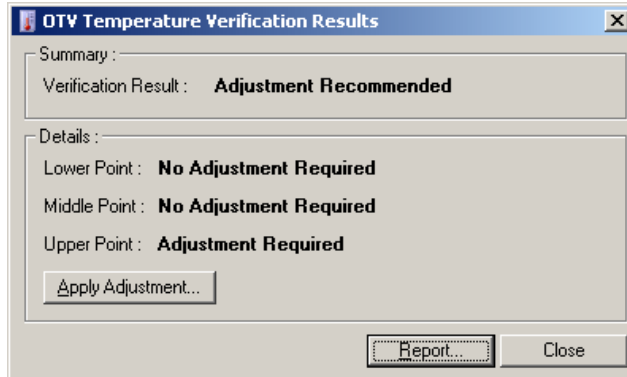 OTV Temperature Verification Results
Summary :
Verification Result : Adjustment Recommended
Details :
Lower Point : No Adjustment Required
Middle Point : No Adjustment Required
Upper Point : Adjustment Required
Apply Adjustment...
Report... Close